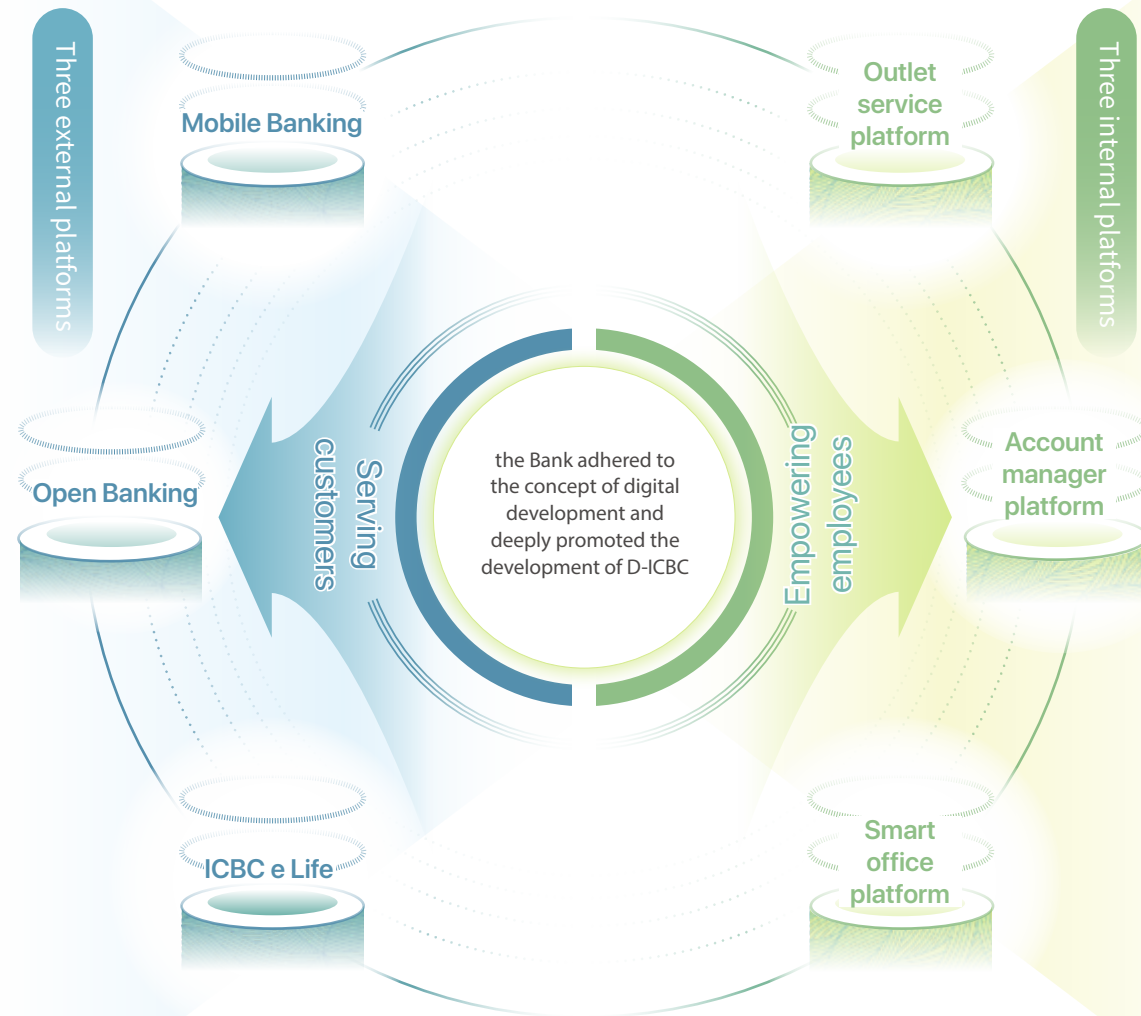 Three external platforms
Mobile Banking
Open Banking
ICBC e Life
Serving
customers
the Bank adhered to
the concept of digital
development and
deeply promoted the
development of D-ICBC
Empowering
employees
Outlet
service
platform
Account
manager
platform
Smart
office
platform
Three internal platforms